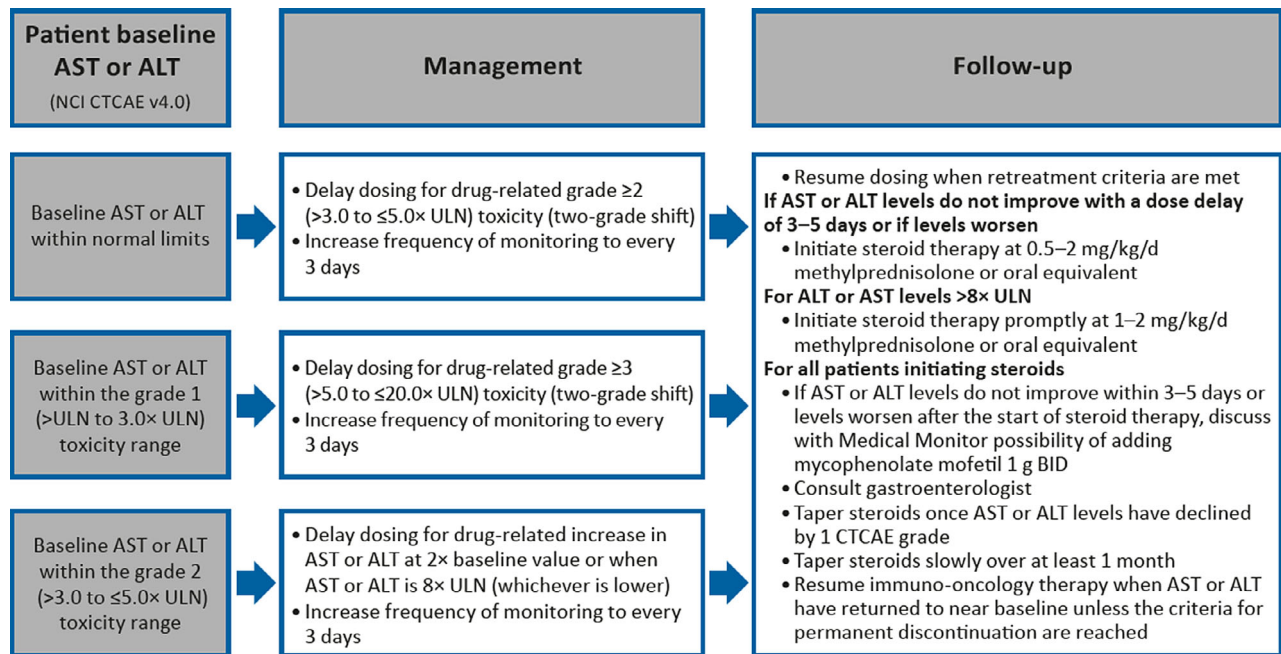 Patient baseline
AST or ALT
(NCI CTCAE v4.0)
Management
Follow-up
Baseline AST or ALT
within normal limits
• Delay dosing for drug-related grade ≥2
(>3.0 to ≤5.0× ULN) toxicity (two-grade shift)
• Increase frequency of monitoring to every
3 days
Baseline AST or ALT
within the grade 1
(>ULN to 3.0× ULN)
toxicity range
• Delay dosing for drug-related grade ≥3
(>5.0 to ≤20.0× ULN) toxicity (two-grade shift)
• Increase frequency of monitoring to every
3 days
Baseline AST or ALT
within the grade 2
(>3.0 to ≤5.0× ULN)
toxicity range
• Delay dosing for drug-related increase in
AST or ALT at 2× baseline value or when
AST or ALT is 8× ULN (whichever is lower)
• Increase frequency of monitoring to every
3 days
• Resume dosing when retreatment criteria are met
If AST or ALT levels do not improve with a dose delay
of 3–5 days or if levels worsen
• Initiate steroid therapy at 0.5–2 mg/kg/d
methylprednisolone or oral equivalent
For ALT or AST levels >8× ULN
• Initiate steroid therapy promptly at 1–2 mg/kg/d
methylprednisolone or oral equivalent
For all patients initiating steroids
• If AST or ALT levels do not improve within 3–5 days or
levels worsen after the start of steroid therapy, discuss
with Medical Monitor possibility of adding
mycophenolate mofetil 1 g BID
• Consult gastroenterologist
• Taper steroids once AST or ALT levels have declined
by 1 CTCAE grade
• Taper steroids slowly over at least 1 month
• Resume immuno-oncology therapy when AST or ALT
have returned to near baseline unless the criteria for
permanent discontinuation are reached